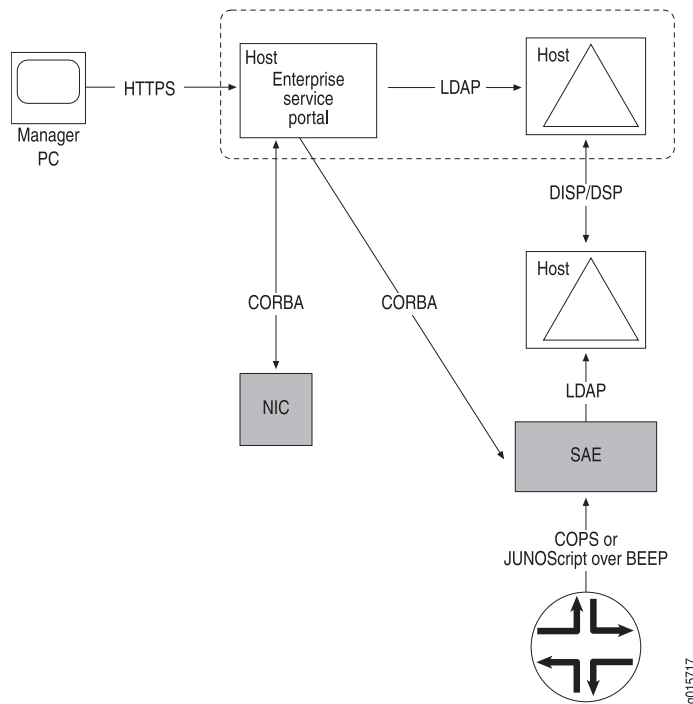 Host
Enterprise
service
portal
Host
HTTPS
LDAP
Manager
PC
DISP/DSP
Host
CORBA
CORBA
LDAP
NIC
SAE
COPS or
JUNOScript over BEEP
g015717